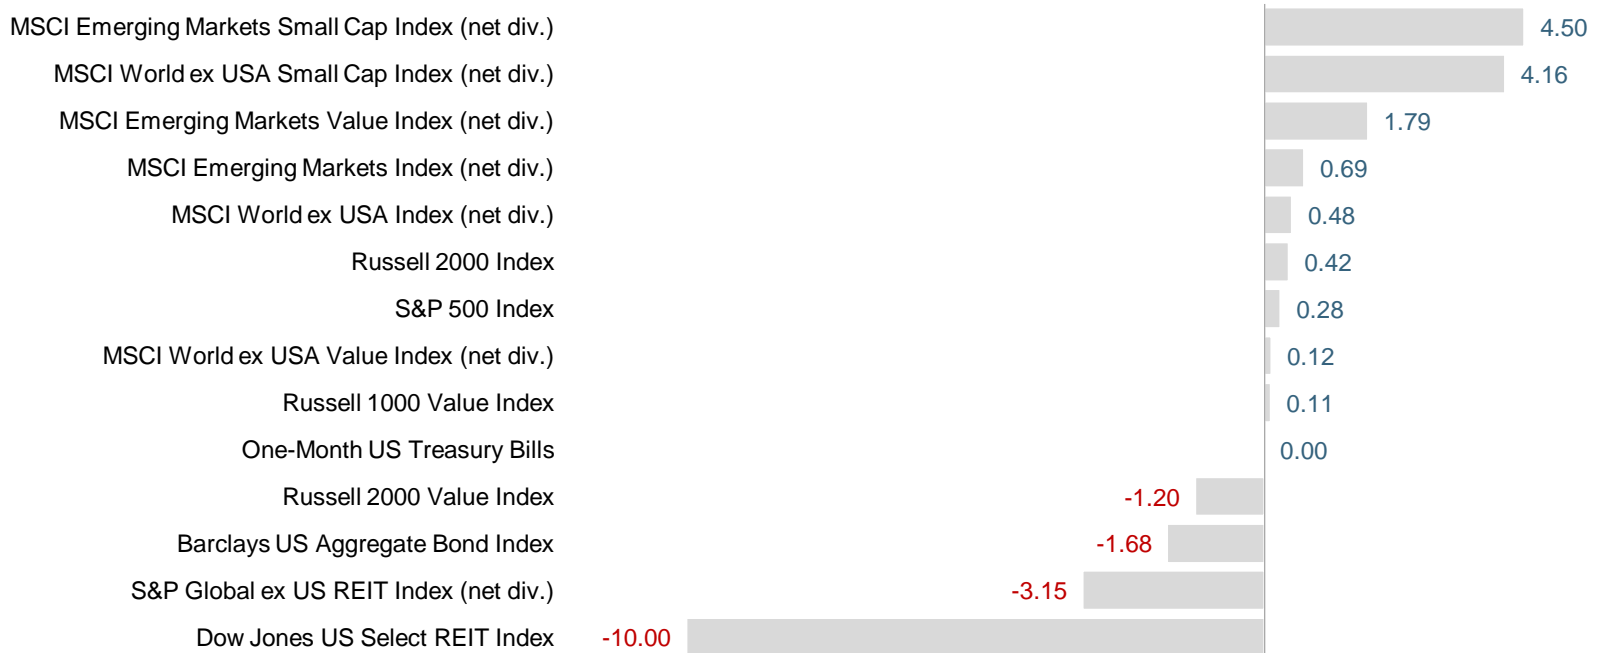 MSCI Emerging Markets Small Cap Index (net div.) 4.50
MSCI World ex USA Small Cap Index (net div.) 4.16
MSCI Emerging Markets Value Index (net div.) 1.79
MSCI Emerging Markets Index (net div.) 0.69
MSCI World ex USA Index (net div.) 0.48
Russell 2000 Index 0.42
S&P 500 Index 0.28
MSCI World ex USA Value Index (net div.) 0.12
Russell 1000 Value Index 0.11
One-Month US Treasury Bills 0.00
Russell 2000 Value Index -1.20
Barclays US Aggregate Bond Index -1.68
S&P Global ex US REIT Index (net div.) -3.15
Dow Jones US Select REIT Index -10.00